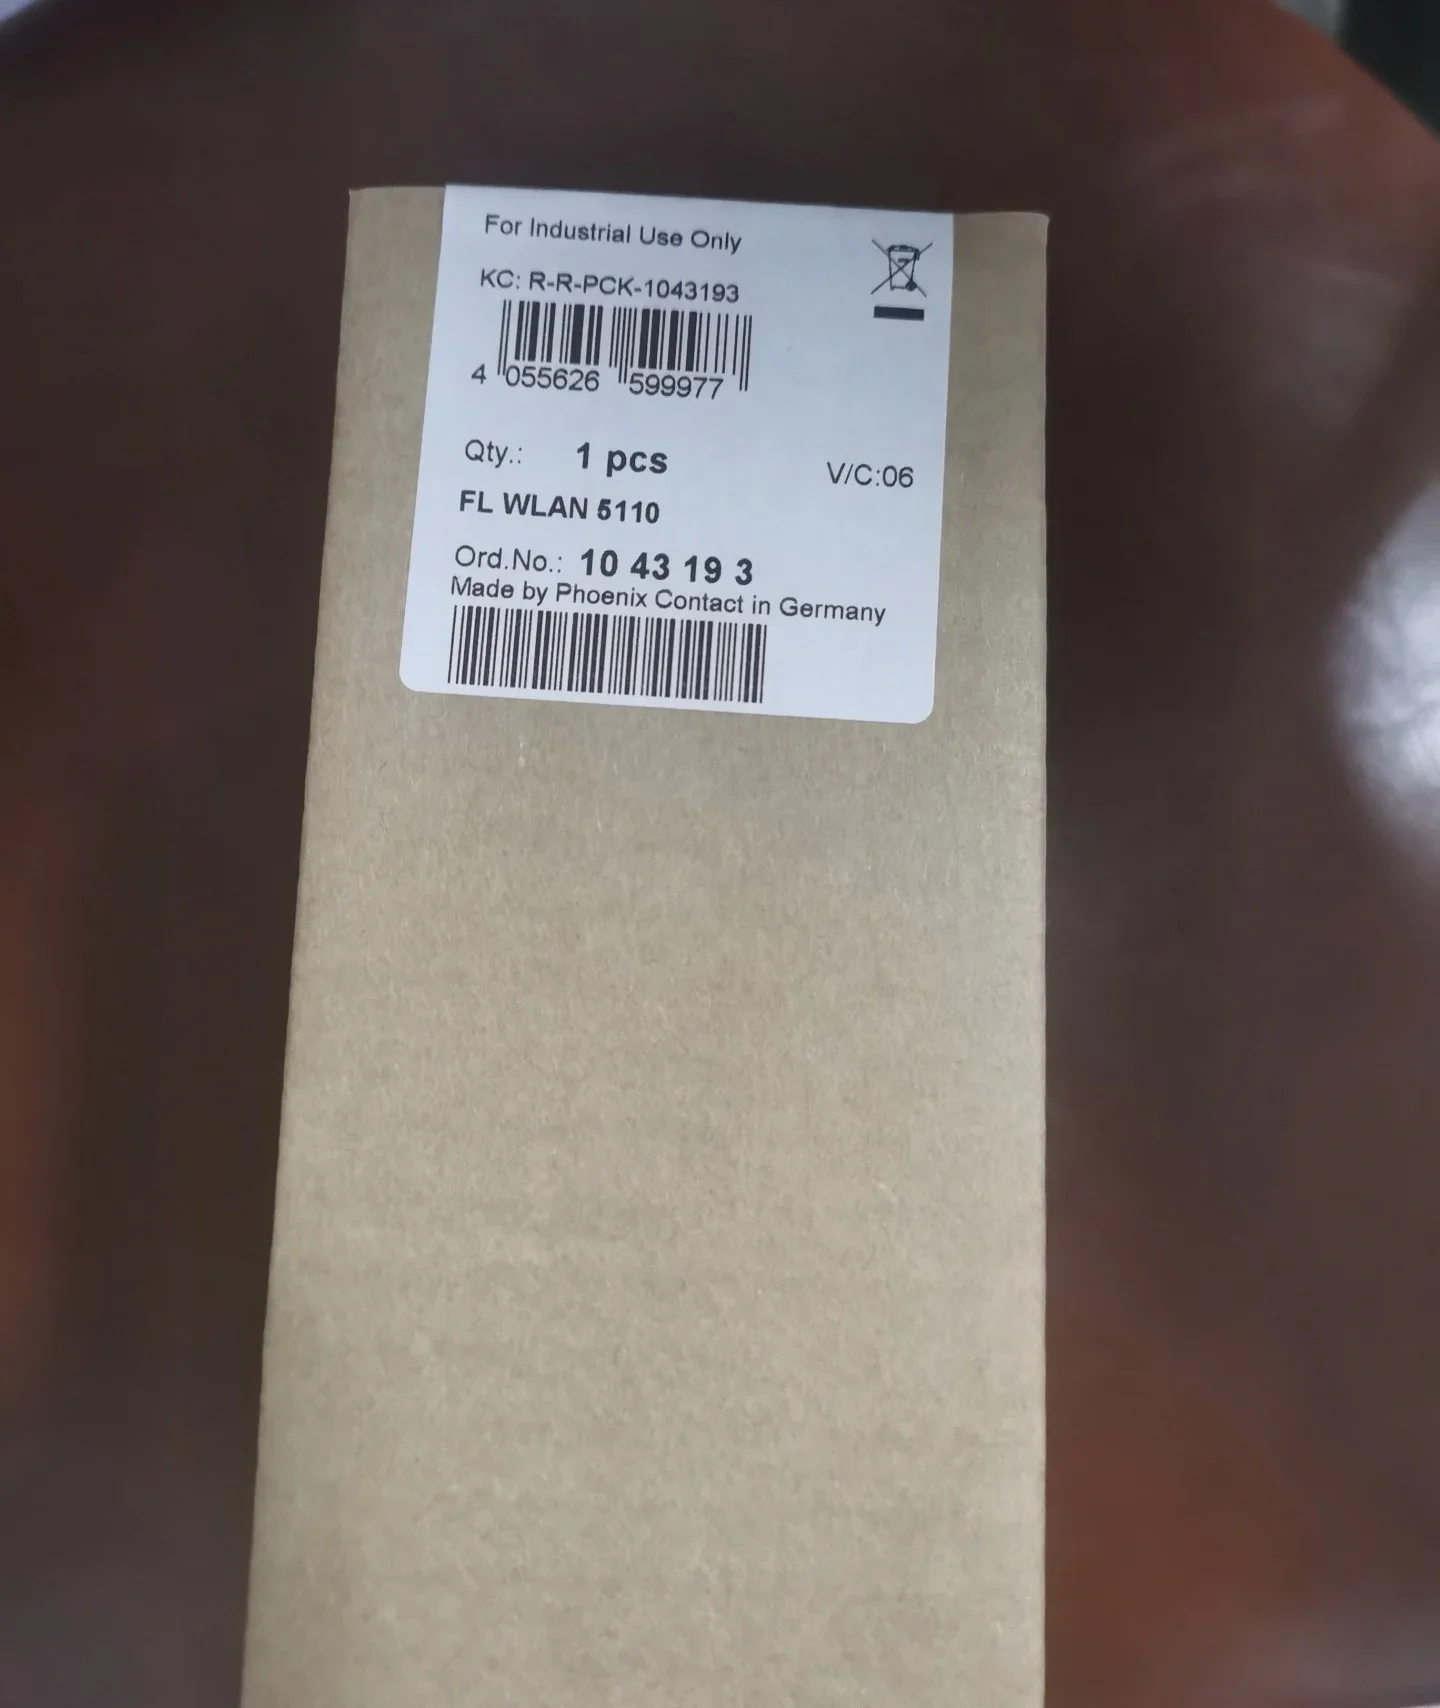 For Industrial Use Only
KC: R-R-PCK-1043193
4 055626 599977
Qty.: 1 pcs V/C:06
FL WLAN 5110
Ord.No.: 10 43 19 3
Made by Phoenix Contact in Germany